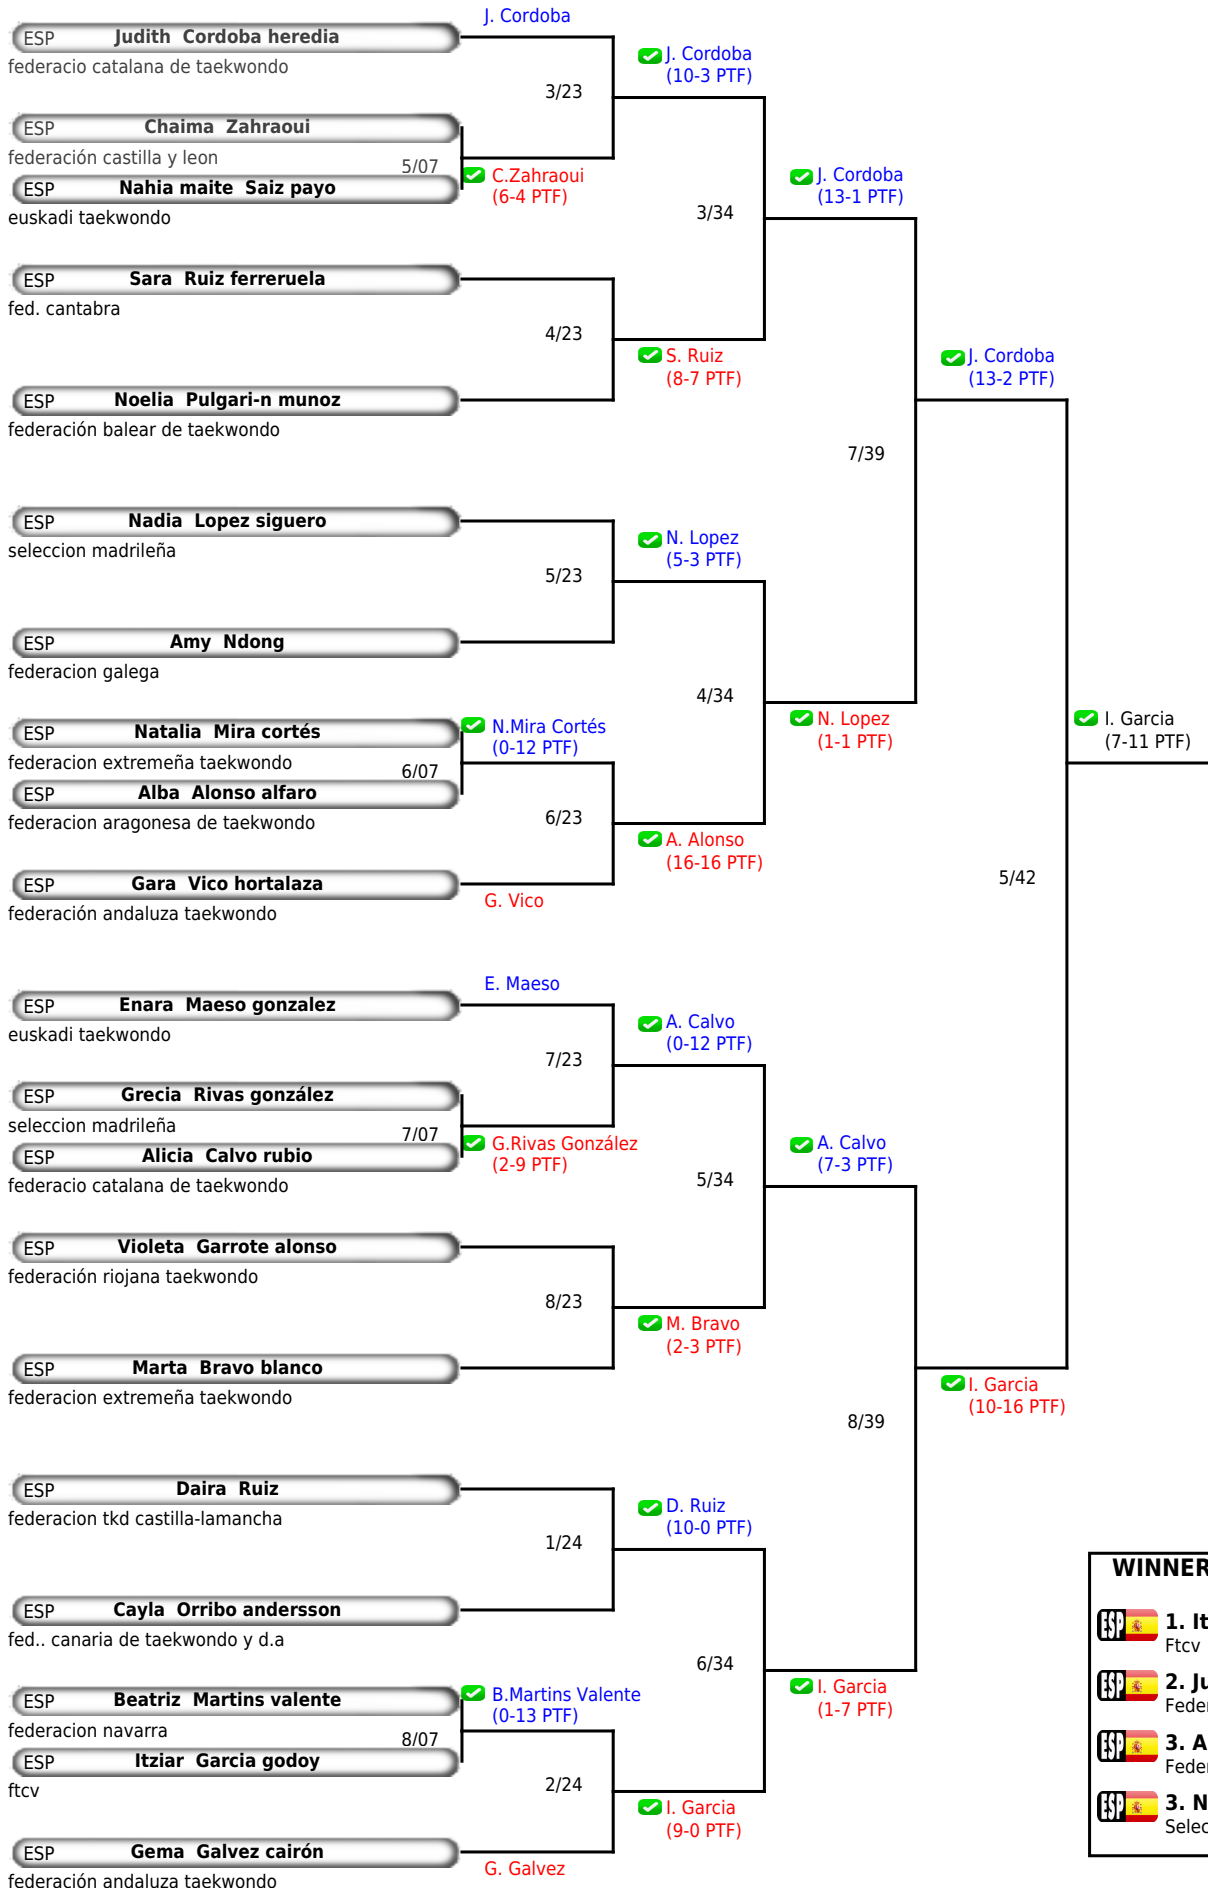 J. Cordoba
ESP Judith Cordoba heredia
federacio catalana de taekwondo
3/23
J. Cordoba
(10-3 PTF)
ESP Chaima Zahraoui
federación castilla y leon
5/07
C.Zahraoui
(6-4 PTF)
ESP Nahia maite Saiz payo
euskadi taekwondo
3/34
J. Cordoba
(13-1 PTF)
ESP Sara Ruiz ferreruela
fed. cantabra
4/23
S. Ruiz
(8-7 PTF)
ESP Noelia Pulgari-n munoz
federación balear de taekwondo
J. Cordoba
(13-2 PTF)
7/39
ESP Nadia Lopez siguero
seleccion madrileña
5/23
N. Lopez
(5-3 PTF)
ESP Amy Ndong
federacion galega
4/34
N. Lopez
(1-1 PTF)
ESP Natalia Mira cortés
federacion extremeña taekwondo
6/07
N.Mira Cortés
(0-12 PTF)
ESP Alba Alonso alfaro
federacion aragonesa de taekwondo
6/23
A. Alonso
(16-16 PTF)
ESP Gara Vico hortalaza
federación andaluza taekwondo
G. Vico
I. Garcia
(7-11 PTF)
5/42
E. Maeso
ESP Enara Maeso gonzalez
euskadi taekwondo
7/23
A. Calvo
(0-12 PTF)
ESP Grecia Rivas gonzález
seleccion madrileña
7/07
G.Rivas González
(2-9 PTF)
ESP Alicia Calvo rubio
federacio catalana de taekwondo
5/34
A. Calvo
(7-3 PTF)
ESP Violeta Garrote alonso
federación riojana taekwondo
8/23
M. Bravo
(2-3 PTF)
ESP Marta Bravo blanco
federacion extremeña taekwondo
I. Garcia
(10-16 PTF)
8/39
ESP Daira Ruiz
federacion tkd castilla-lamancha
1/24
D. Ruiz
(10-0 PTF)
ESP Cayla Orribo andersson
fed.. canaria de taekwondo y d.a
6/34
I. Garcia
(1-7 PTF)
ESP Beatriz Martins valente
federacion navarra
8/07
B.Martins Valente
(0-13 PTF)
ESP Itziar Garcia godoy
ftcv
2/24
I. Garcia
(9-0 PTF)
ESP Gema Galvez cairón
federación andaluza taekwondo
G. Galvez
WINNER
ESP 1. It
Ftcv
ESP 2. Ju
Feder
ESP 3. A
Feder
ESP 3. N
Selec